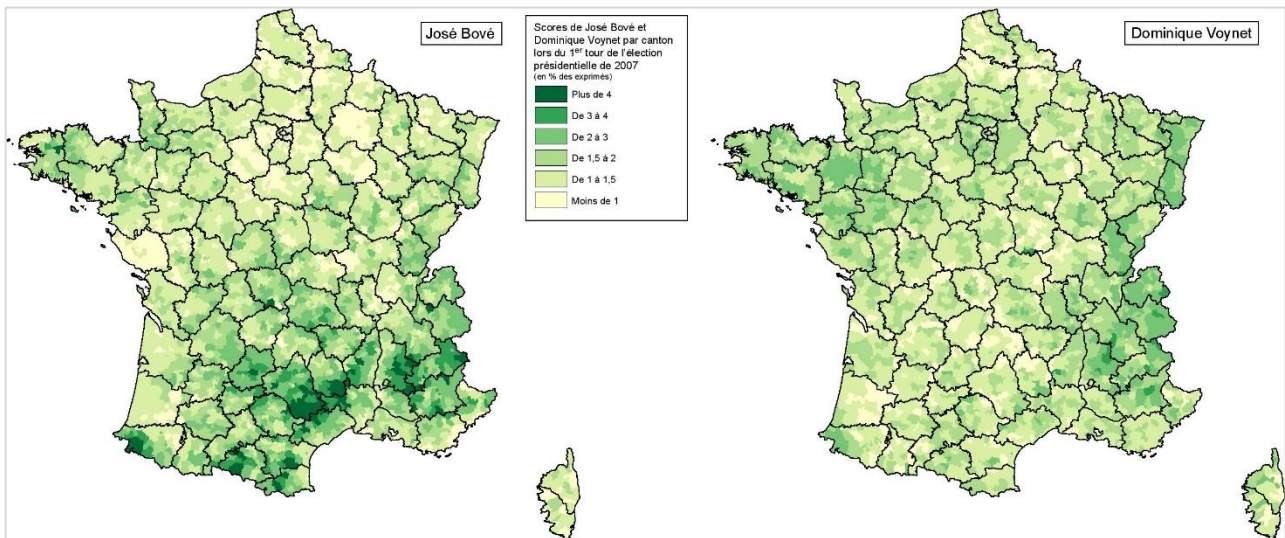 José Bové
Scores de José Bové et
Dominique Voynet par canton
lors du 1er tour de l'élection
présidentielle de 2007
(en % des exprimés)
Plus de 4
De 3 à 4
De 2 à 3
De 1,5 à 2
De 1 à 1,5
Moins de 1
Dominique Voynet